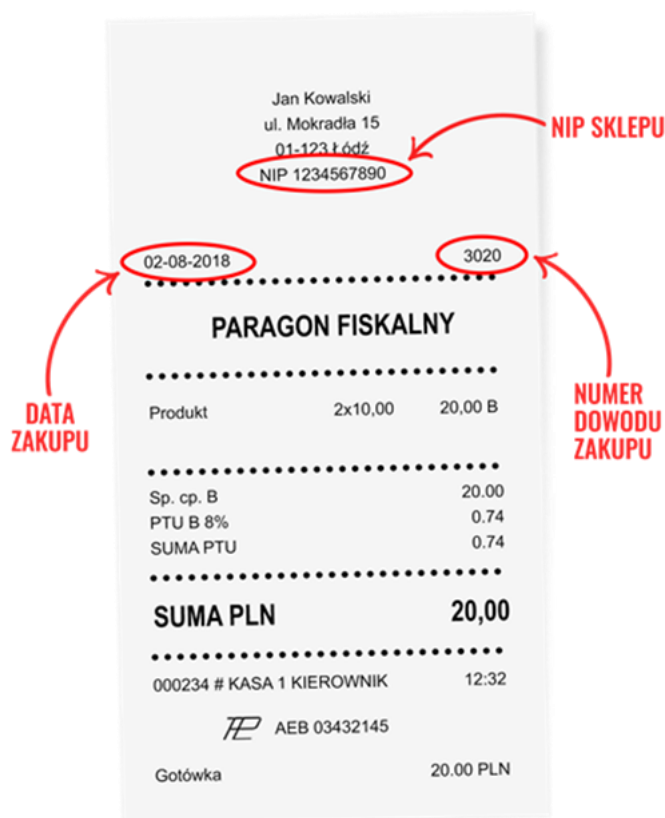 Jan Kowalski
ul. Mokradła 15
01-123 Łódź
NIP 1234567890
NIP SKLEPU
02-08-2018 3020
PARAGON FISKALNY
DATA
ZAKUPU
NUMER
DOWODU
ZAKUPU
Produkt 2x10,00 20,00 B
Sp. cp. B 20.00
PTU B 8% 0.74
SUMA PTU 0.74
SUMA PLN 20,00
000234 # KASA 1 KIEROWNIK 12:32
AEB 03432145
Gotówka 20.00 PLN